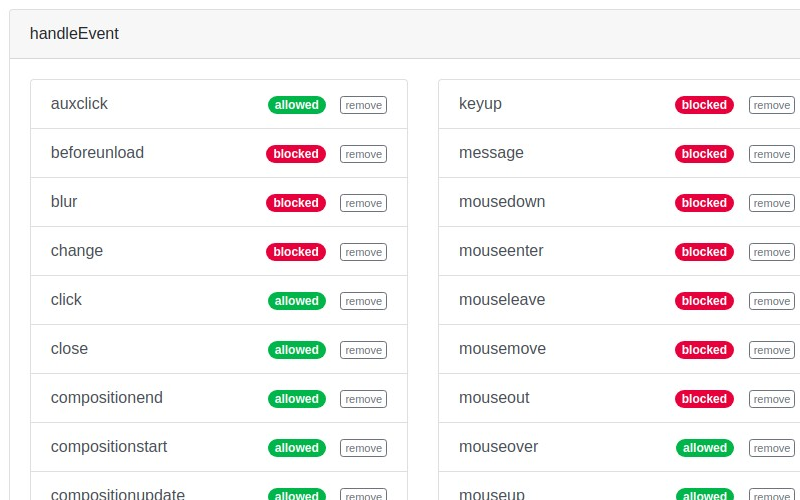 handleEvent
auxclick allowed remove
beforeunload blocked remove
blur blocked remove
change blocked remove
click allowed remove
close allowed remove
compositionend allowed remove
compositionstart allowed remove
compositionupdate allowed remove
keyup blocked remove
message blocked remove
mousedown blocked remove
mouseenter blocked remove
mouseleave blocked remove
mousemove blocked remove
mouseout blocked remove
mouseover allowed remove
mouseup allowed remove